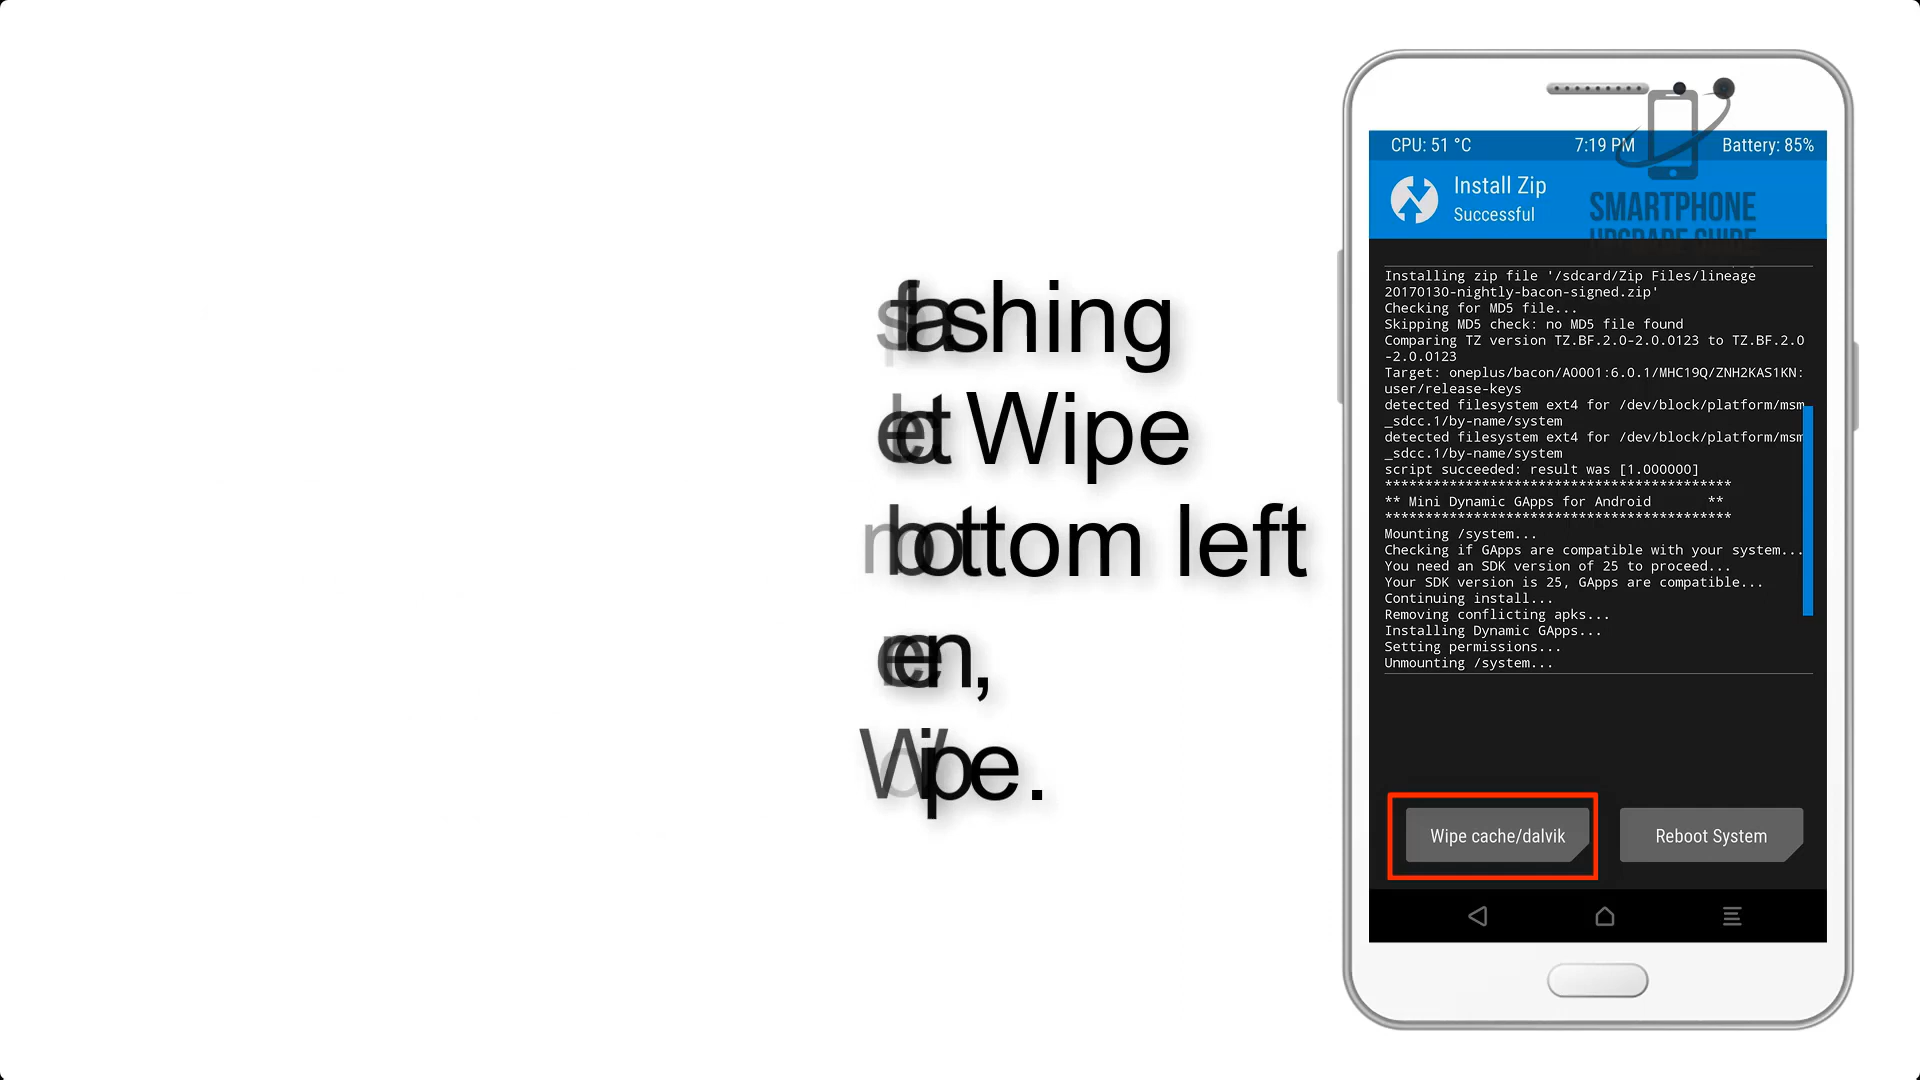 flashing
Wipe
bottom left
Wipe.
CPU: 51 °C 7:19 PM Battery: 85%
Install Zip
Successful
SMARTPHONE
UPGRADE GUIDE
Installing zip file '/sdcard/Zip Files/lineage
20170130-nightly-bacon-signed.zip'
Checking for MD5 file...
Skipping MD5 check: no MD5 file found
Comparing TZ version TZ.BF.2.0-2.0.0123 to TZ.BF.2.0
-2.0.0123
Target: oneplus/bacon/A0001:6.0.1/MHC19Q/ZNH2KAS1KN:
user/release-keys
detected filesystem ext4 for /dev/block/platform/msm
_sdcc.1/by-name/system
detected filesystem ext4 for /dev/block/platform/msm
_sdcc.1/by-name/system
script succeeded: result was [1.000000]
*******************************************
** Mini Dynamic GApps for Android **
*******************************************
Mounting /system...
Checking if GApps are compatible with your system...
You need an SDK version of 25 to proceed...
Your SDK version is 25, GApps are compatible...
Continuing install...
Removing conflicting apks...
Installing Dynamic GApps...
Setting permissions...
Unmounting /system...
Wipe cache/dalvik
Reboot System